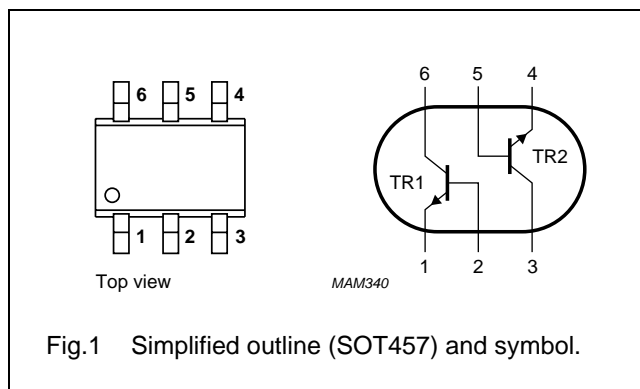 6 5 4
1 2 3
Top view
6 5 4
TR1
TR2
1 2 3
MAM340
Fig.1 Simplified outline (SOT457) and symbol.